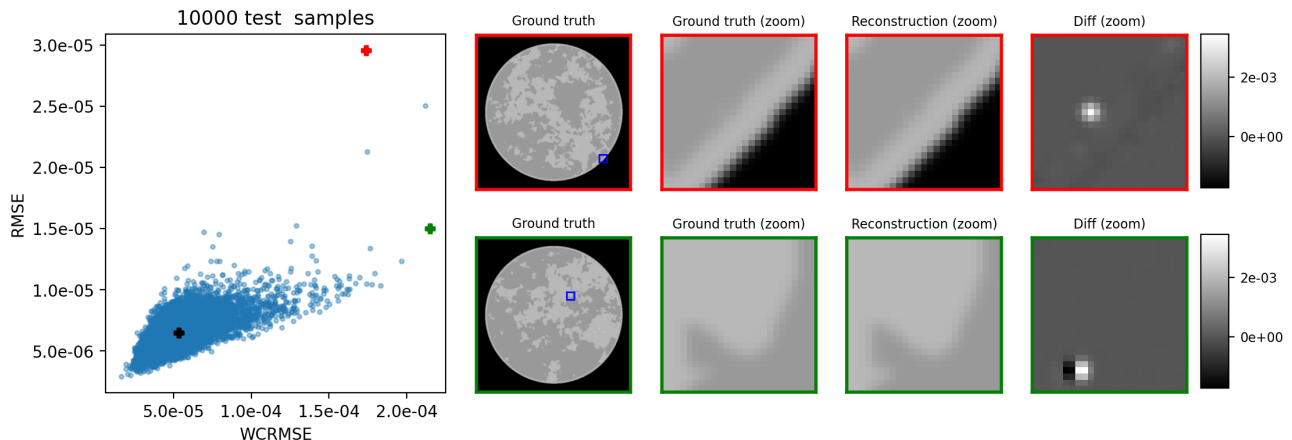 10000 test  samples
RMSE
3.0e-05
2.5e-05
2.0e-05
1.5e-05
1.0e-05
5.0e-06
5.0e-05 1.0e-04 1.5e-04 2.0e-04
WCRMSE
Ground truth Ground truth (zoom) Reconstruction (zoom) Diff (zoom)
2e-03
0e+00
Ground truth Ground truth (zoom) Reconstruction (zoom) Diff (zoom)
2e-03
0e+00